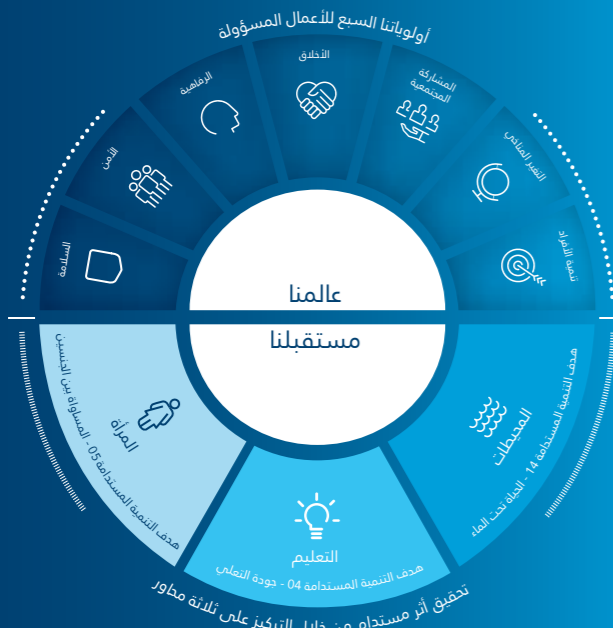 أولوياتنا السبع للأعمال المسؤولة
تنمية الأفراد
التغير المناخي
المشاركة
المجتمعية
الأخلاق
الرفاهية
الأمن
السلامة
عالمنا
مستقبلنا
المحيطات
هدف التنمية المستدامة 14 - الحياة تحت الماء
التعليم
هدف التنمية المستدامة 04 - جودة التعلي
المرأة
هدف التنمية المستدامة 05 - المساواة بين الجنسين
تحقيق أثر مستدام من خلال التركيز على ثلاثة محاور